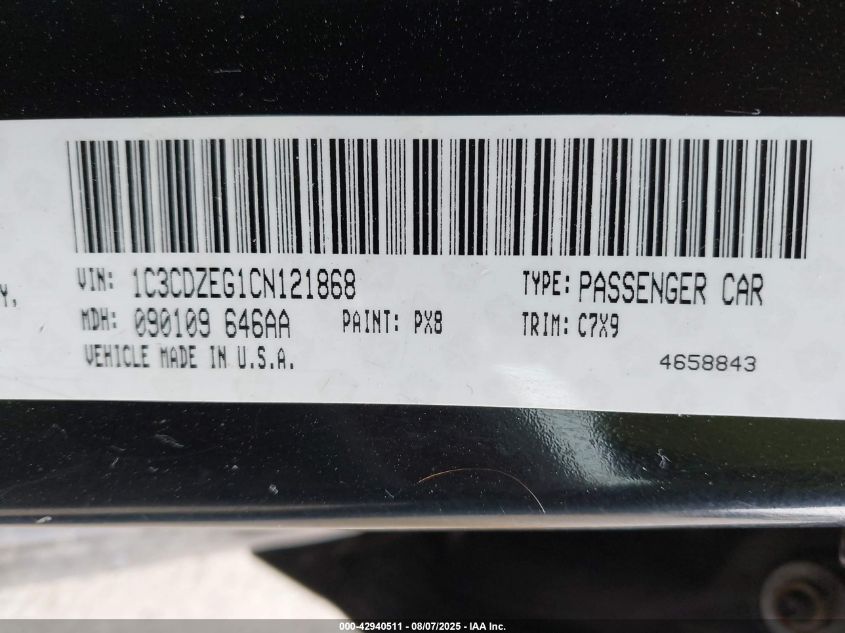 Y,
VIN: 1C3CDZEG1CN121868 TYPE: PASSENGER CAR
MDH: 090109 646AA PAINT: PX8 TRIM: C7X9
VEHICLE MADE IN U.S.A. 4658843
000-42940511 - 08/07/2025 - IAA Inc.